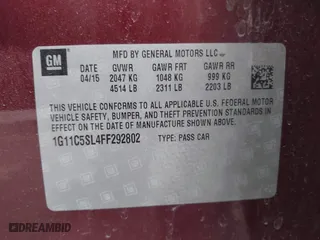 GM
MFD BY GENERAL MOTORS LLC
04/15 GVWR GAWR FRT GAWR RR
2047 KG 1048 KG 999 KG
4514 LB 2311 LB 2203 LB
THIS VEHICLE CONFORMS TO ALL APPLICABLE U.S. FEDERAL MOTOR
VEHICLE SAFETY, BUMPER, AND THEFT PREVENTION STANDARDS IN
EFFECT ON THE DATE OF MANUFACTURE SHOWN ABOVE.
1G11C5SL4FF292802 TYPE: PASS CAR
DREAMBID